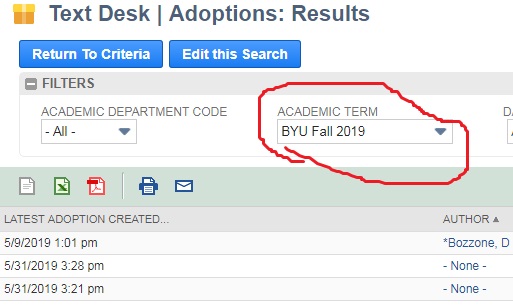 Text Desk | Adoptions: Results
Return To Criteria Edit this Search
FILTERS
ACADEMIC DEPARTMENT CODE ACADEMIC TERM DA
- All - BYU Fall 2019
LATEST ADOPTION CREATED... AUTHOR
5/9/2019 1:01 pm *Bozzone, D
5/31/2019 3:28 pm - None -
5/31/2019 3:21 pm - None -